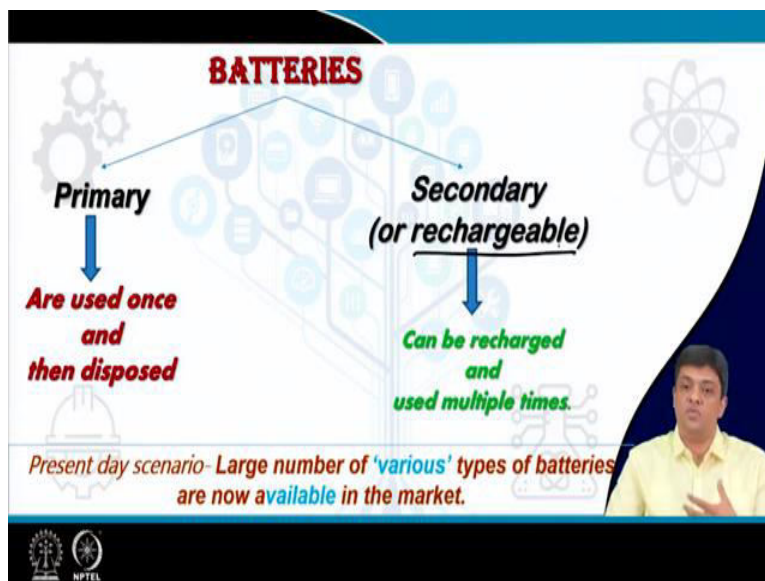 BATTERIES
Primary
Secondary
(or rechargeable)
Are used once
and
then disposed
Can be recharged
and
used multiple times.
Present day scenario- Large number of ‘various’ types of batteries
are now available in the market.
NPTEL